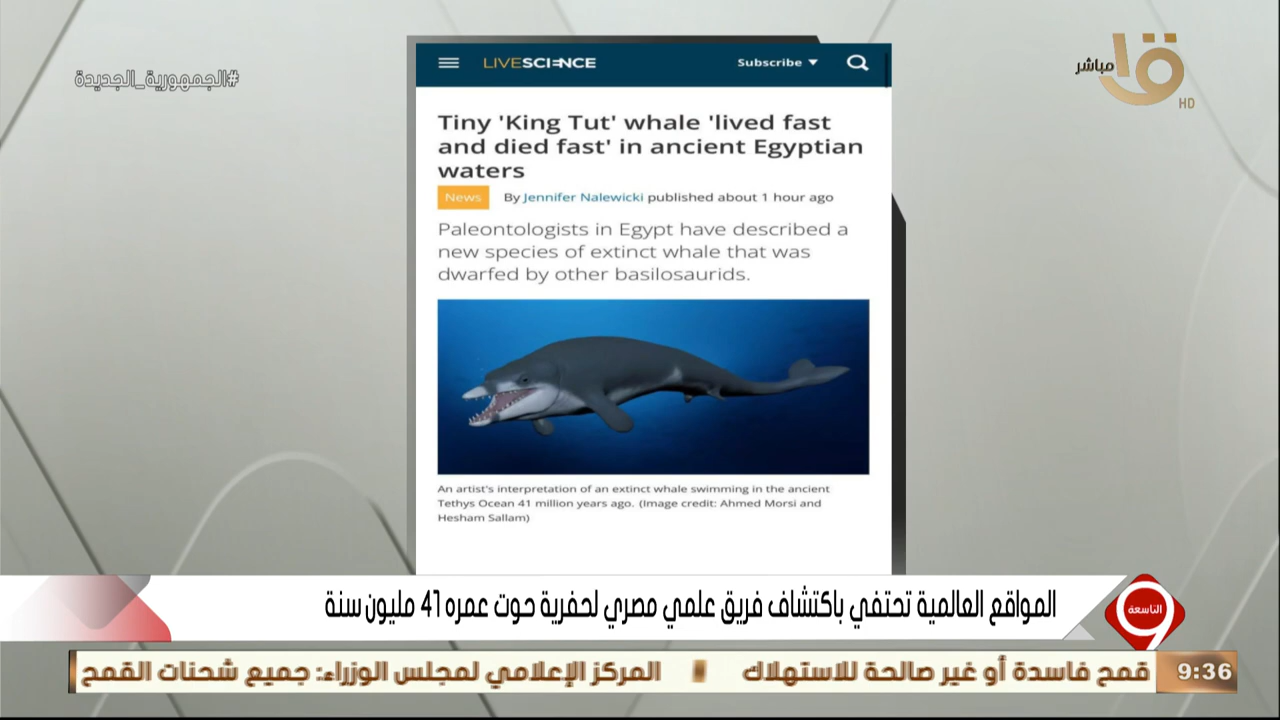 #الجمهورية_الجديدة
مباشر
HD
LIVESCIENCE
Subscribe
Tiny 'King Tut' whale 'lived fast
and died fast' in ancient Egyptian
waters
News By Jennifer Nalewicki published about 1 hour ago
Paleontologists in Egypt have described a
new species of extinct whale that was
dwarfed by other basilosaurids.
An artist's interpretation of an extinct whale swimming in the ancient
Tethys Ocean 41 million years ago. (Image credit: Ahmed Morsi and
Hesham Sallam)
التاسعة
9
المواقع العالمية تحتفي باكتشاف فريق علمي مصري لحفرية حوت عمره 41 مليون سنة
9:36
قمح فاسدة أو غير صالحة للاستهلاك المركز الإعلامي لمجلس الوزراء: جميع شحنات القمح